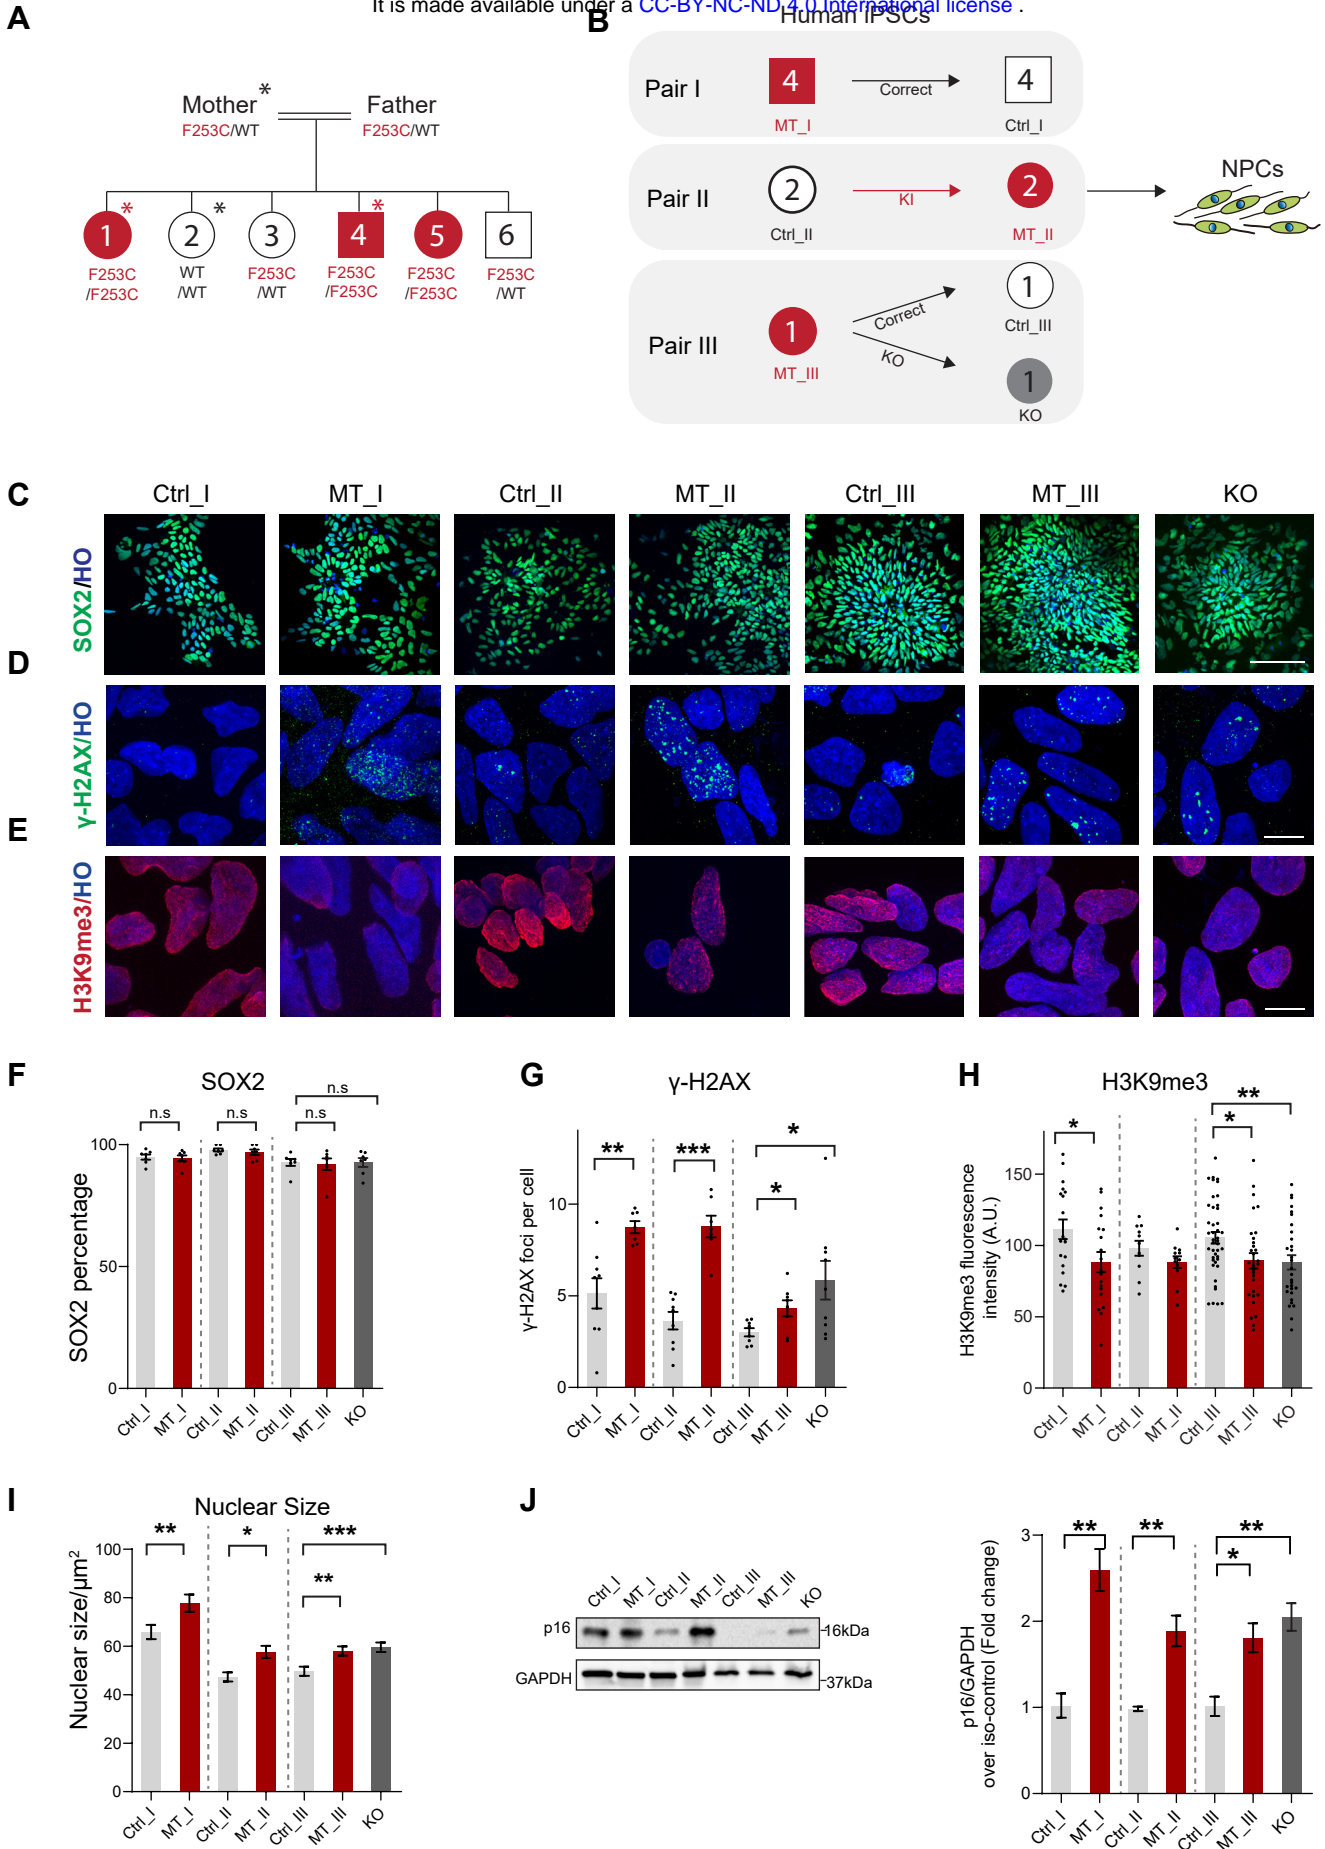 It is made available under a CC-BY-NC-ND 4.0 International license .
A
Mother *
F253C/WT
Father
F253C/WT
1 *
2 *
3
4 *
5
6
F253C
/F253C
WT
/WT
F253C
/WT
F253C
/F253C
F253C
/F253C
F253C
/WT
B
Human iPSCs
Pair I
4
MT_I
Correct
4
Ctrl_I
Pair II
2
Ctrl_II
KI
2
MT_II
NPCs
Pair III
1
MT_III
Correct
KO
1
Ctrl_III
1
KO
C
Ctrl_I
MT_I
Ctrl_II
MT_II
Ctrl_III
MT_III
KO
SOX2/HO
D
γ-H2AX/HO
E
H3K9me3/HO
F
SOX2
n.s
n.s
n.s
n.s
SOX2 percentage
100
50
0
Ctrl_I
MT_I
Ctrl_II
MT_II
Ctrl_III
MT_III
KO
G
γ-H2AX
**
***
*
*
γ-H2AX foci per cell
10
5
0
Ctrl_I
MT_I
Ctrl_II
MT_II
Ctrl_III
MT_III
KO
H
H3K9me3
*
**
*
H3K9me3 fluorescence
intensity (A.U.)
150
100
50
0
Ctrl_I
MT_I
Ctrl_II
MT_II
Ctrl_III
MT_III
KO
I
Nuclear Size
**
*
***
**
Nuclear size/μm2
100
80
60
40
20
0
Ctrl_I
MT_I
Ctrl_II
MT_II
Ctrl_III
MT_III
KO
J
Ctrl_I
MT_I
Ctrl_II
MT_II
Ctrl_III
MT_III
KO
p16
16kDa
GAPDH
37kDa
**
**
**
*
p16/GAPDH
over iso-control (Fold change)
3
2
1
0
Ctrl_I
MT_I
Ctrl_II
MT_II
Ctrl_III
MT_III
KO